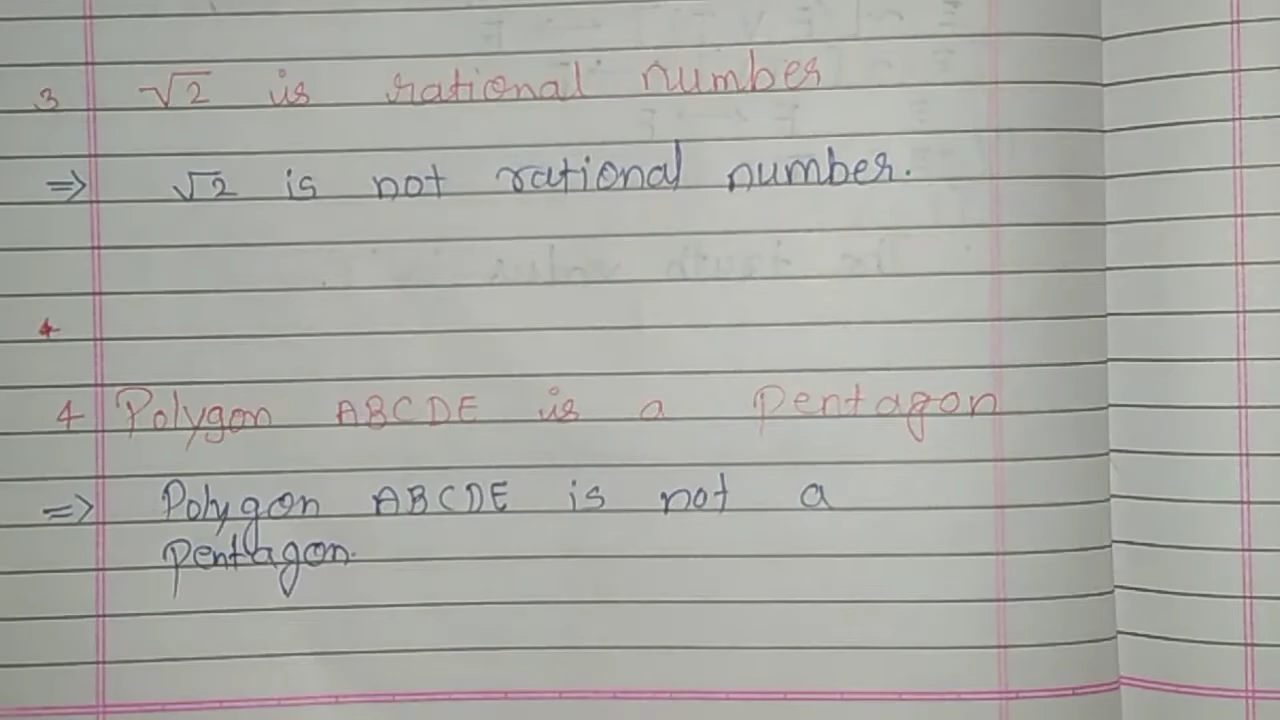 3 √2 is rational number
⇒ √2 is not rational number.
4
4 Polygon ABCDE is a Pentagon
⇒ Polygon ABCDE is not a
pentagon.